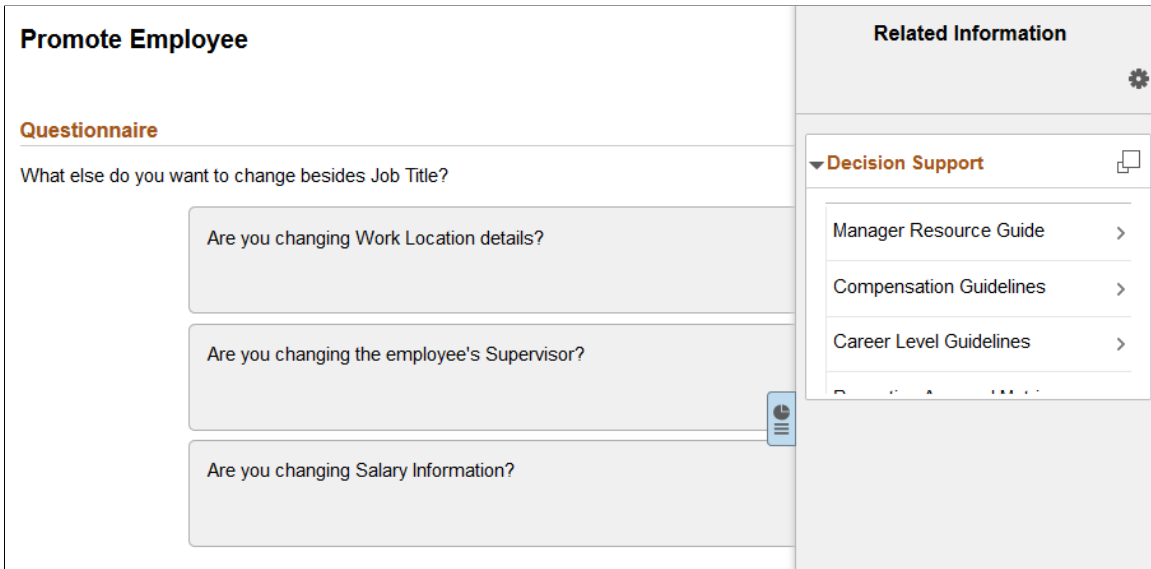 Promote Employee
Questionnaire
What else do you want to change besides Job Title?
Are you changing Work Location details?
Are you changing the employee's Supervisor?
Are you changing Salary Information?
Related Information
Decision Support
Manager Resource Guide
Compensation Guidelines
Career Level Guidelines